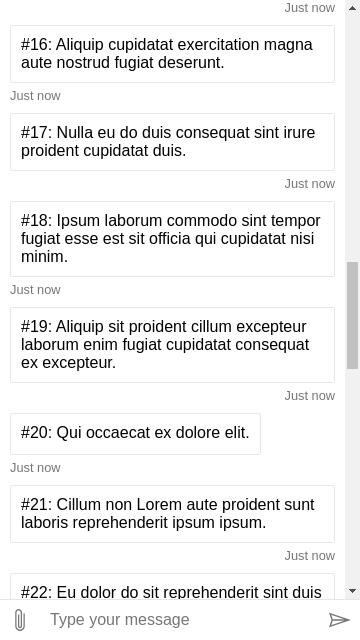 Just now
#16: Aliquip cupidatat exercitation magna
aute nostrud fugiat deserunt.
Just now
#17: Nulla eu do duis consequat sint irure
proident cupidatat duis.
Just now
#18: Ipsum laborum commodo sint tempor
fugiat esse est sit officia qui cupidatat nisi
minim.
Just now
#19: Aliquip sit proident cillum excepteur
laborum enim fugiat cupidatat consequat
ex excepteur.
Just now
#20: Qui occaecat ex dolore elit.
Just now
#21: Cillum non Lorem aute proident sunt
laboris reprehenderit ipsum ipsum.
Just now
#22: Eu dolor do sit reprehenderit sint duis
Type your message